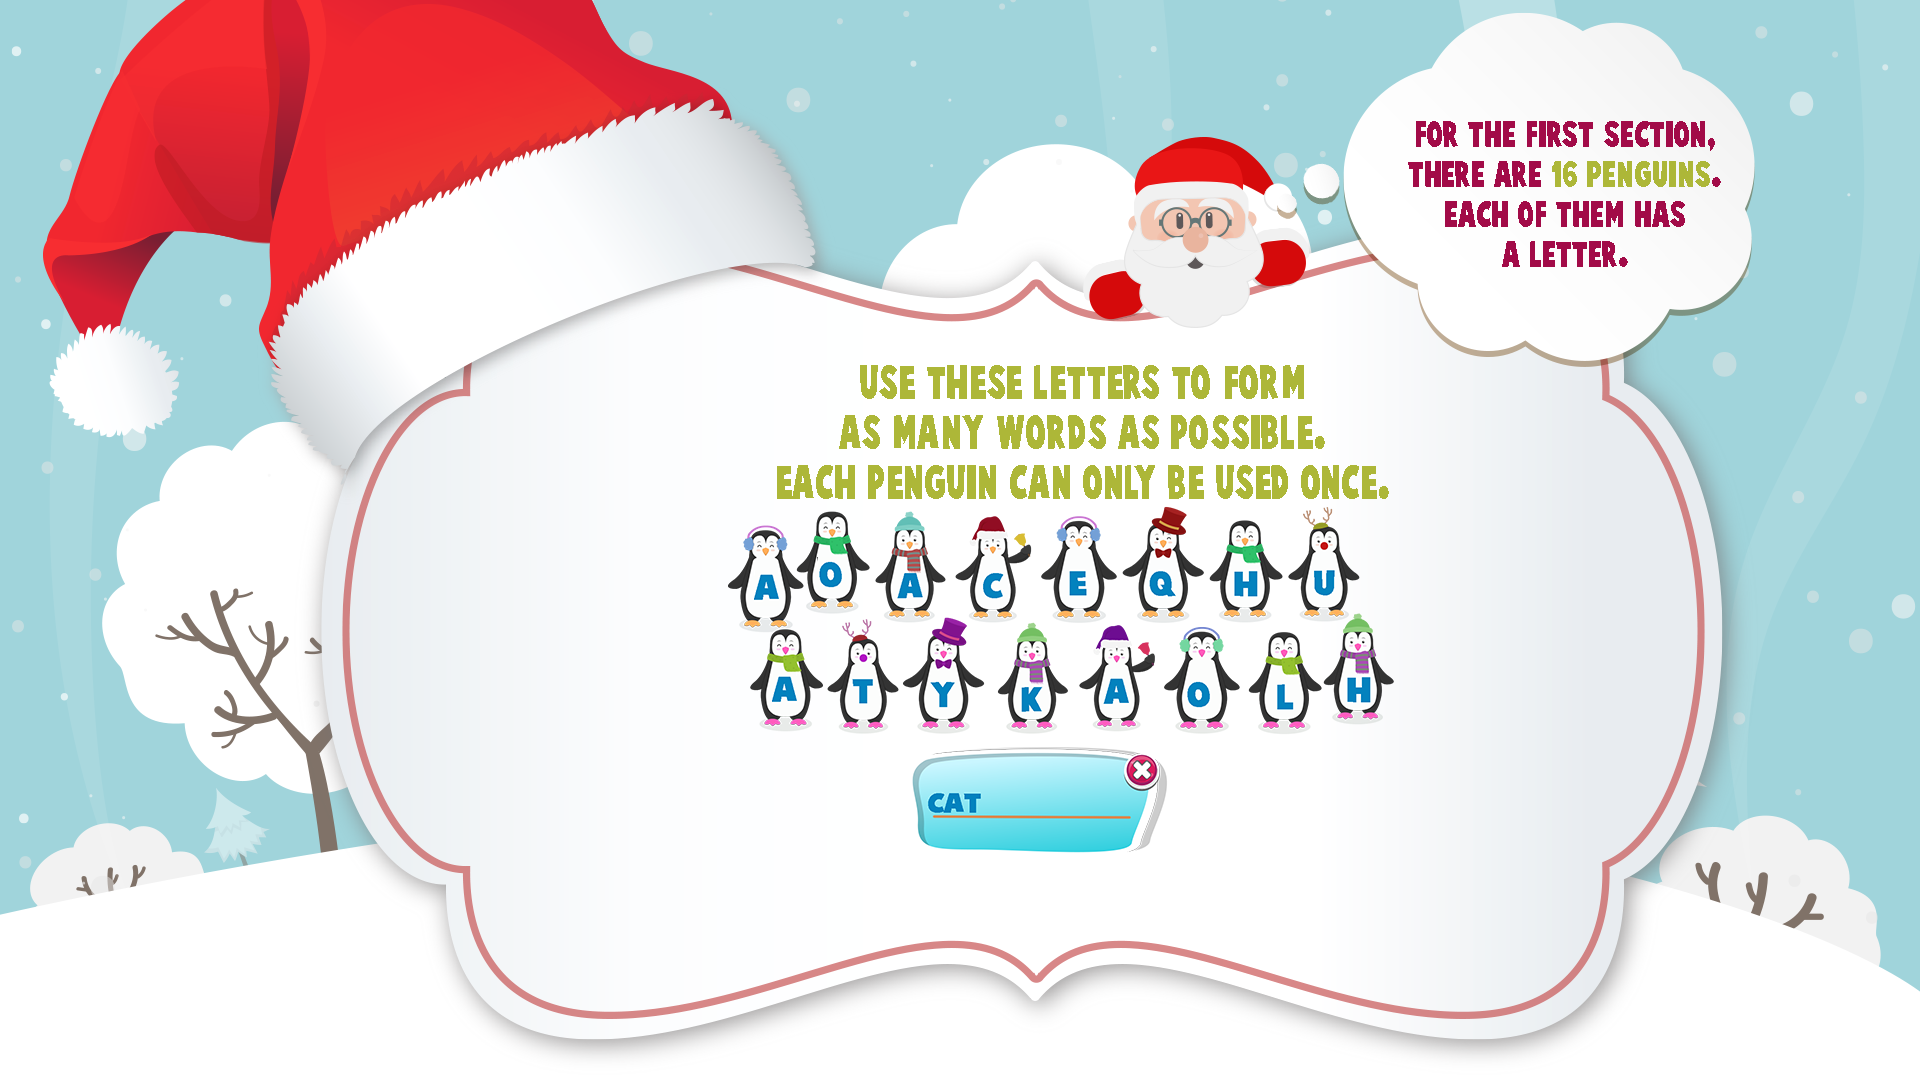 FOR THE FIRST SECTION,
THERE ARE 16 PENGUINS.
EACH OF THEM HAS
A LETTER.
USE THESE LETTERS TO FORM
AS MANY WORDS AS POSSIBLE.
EACH PENGUIN CAN ONLY BE USED ONCE.
A O A C E Q H U
A T Y K A O L H
CAT